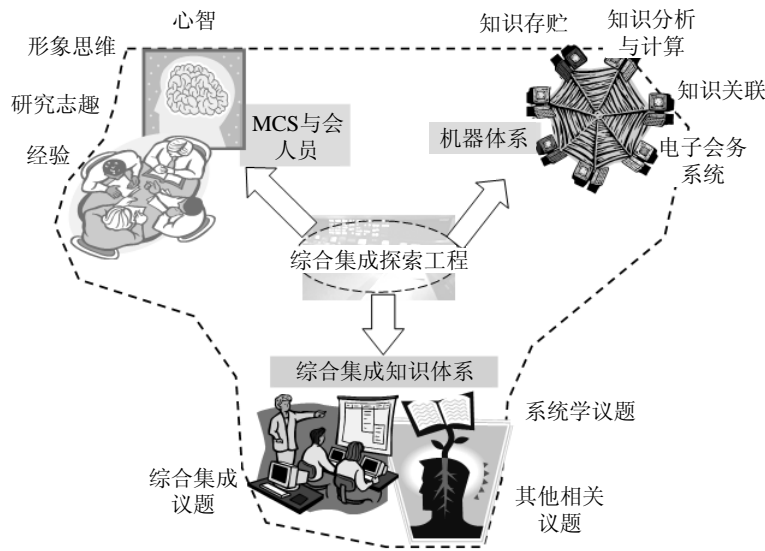 心智
知识存贮
知识分析
与计算
形象思维
研究志趣
经验
MCS与会
人员
机器体系
知识关联
电子会务
系统
综合集成探索工程
综合集成知识体系
系统学议题
综合集成
议题
其他相关
议题